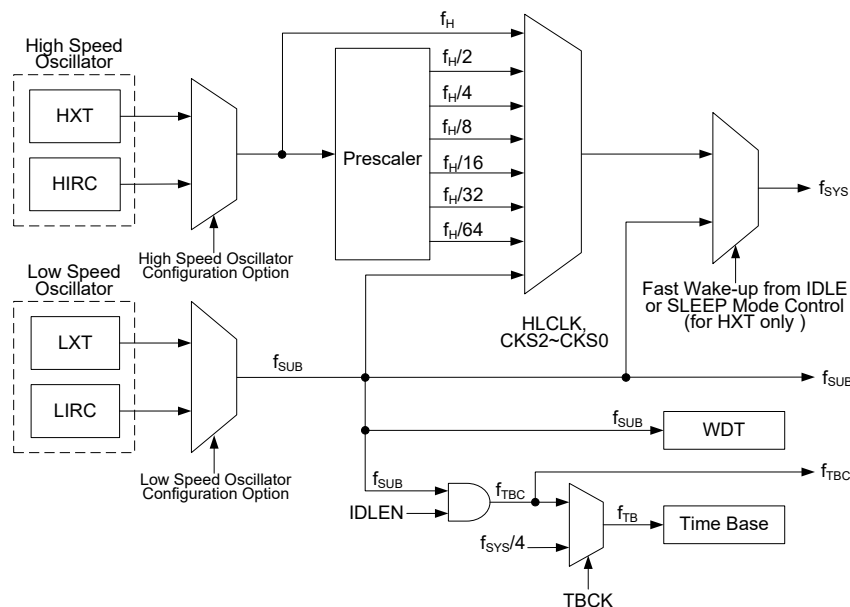 High Speed
Oscillator
HXT
HIRC
High Speed Oscillator
Configuration Option
Prescaler
fH
fH/2
fH/4
fH/8
fH/16
fH/32
fH/64
HLCLK,
CKS2~CKS0
fSYS
Fast Wake-up from IDLE
or SLEEP Mode Control
(for HXT only )
Low Speed
Oscillator
LXT
LIRC
Low Speed Oscillator
Configuration Option
fSUB
fSUB
fSUB
WDT
fSUB
IDLEN
fTBC
fTBC
fSYS/4
TBCK
fTB
Time Base